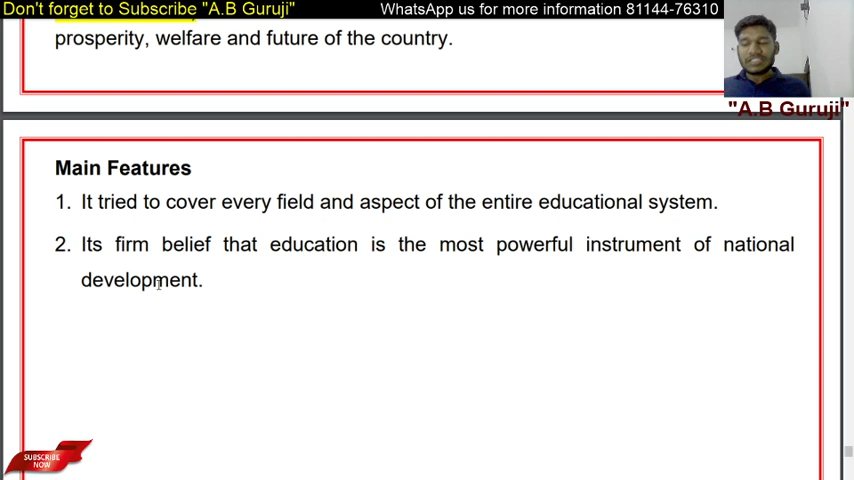 Don't forget to Subscribe "A.B Guruji"
WhatsApp us for more information 81144-76310
prosperity, welfare and future of the country.
"A.B Guruji"
Main Features
1. It tried to cover every field and aspect of the entire educational system.
2. Its firm belief that education is the most powerful instrument of national
development.
SUBSCRIBE
NOW